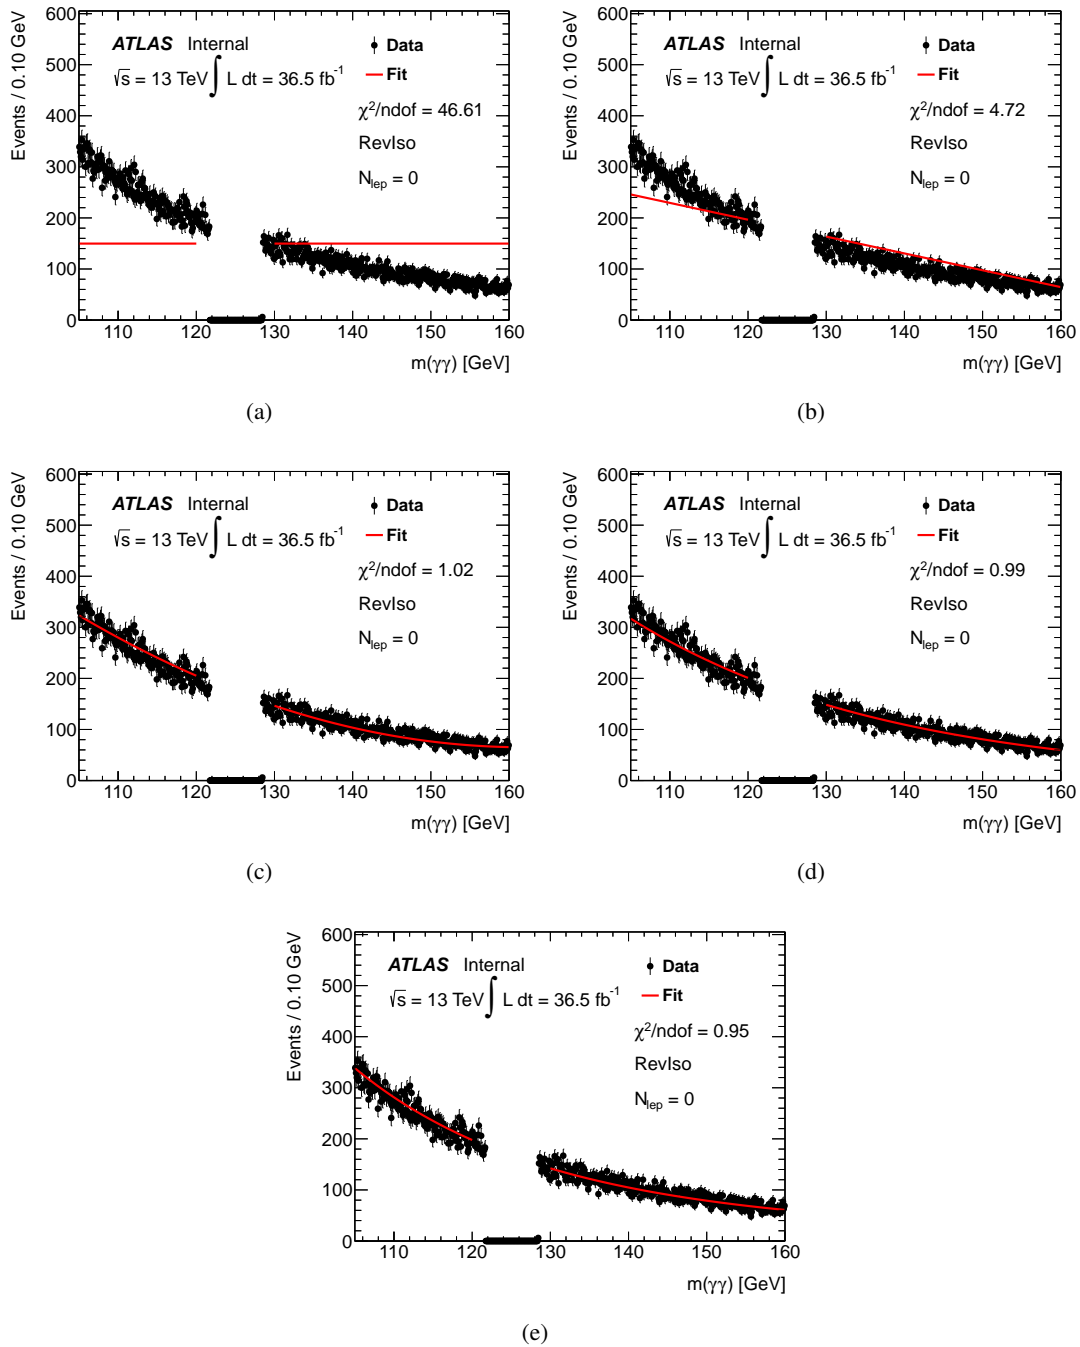 Events / 0.10 GeV
600
500
400
300
200
100
0
ATLAS Internal
√s = 13 TeV ∫ L dt = 36.5 fb⁻¹
Data
Fit
χ²/ndof = 46.61
RevIso
N_lep = 0
110 120 130 140 150 160
m(γγ) [GeV]
(a)
Events / 0.10 GeV
600
500
400
300
200
100
0
ATLAS Internal
√s = 13 TeV ∫ L dt = 36.5 fb⁻¹
Data
Fit
χ²/ndof = 4.72
RevIso
N_lep = 0
110 120 130 140 150 160
m(γγ) [GeV]
(b)
Events / 0.10 GeV
600
500
400
300
200
100
0
ATLAS Internal
√s = 13 TeV ∫ L dt = 36.5 fb⁻¹
Data
Fit
χ²/ndof = 1.02
RevIso
N_lep = 0
110 120 130 140 150 160
m(γγ) [GeV]
(c)
Events / 0.10 GeV
600
500
400
300
200
100
0
ATLAS Internal
√s = 13 TeV ∫ L dt = 36.5 fb⁻¹
Data
Fit
χ²/ndof = 0.99
RevIso
N_lep = 0
110 120 130 140 150 160
m(γγ) [GeV]
(d)
Events / 0.10 GeV
600
500
400
300
200
100
0
ATLAS Internal
√s = 13 TeV ∫ L dt = 36.5 fb⁻¹
Data
Fit
χ²/ndof = 0.95
RevIso
N_lep = 0
110 120 130 140 150 160
m(γγ) [GeV]
(e)